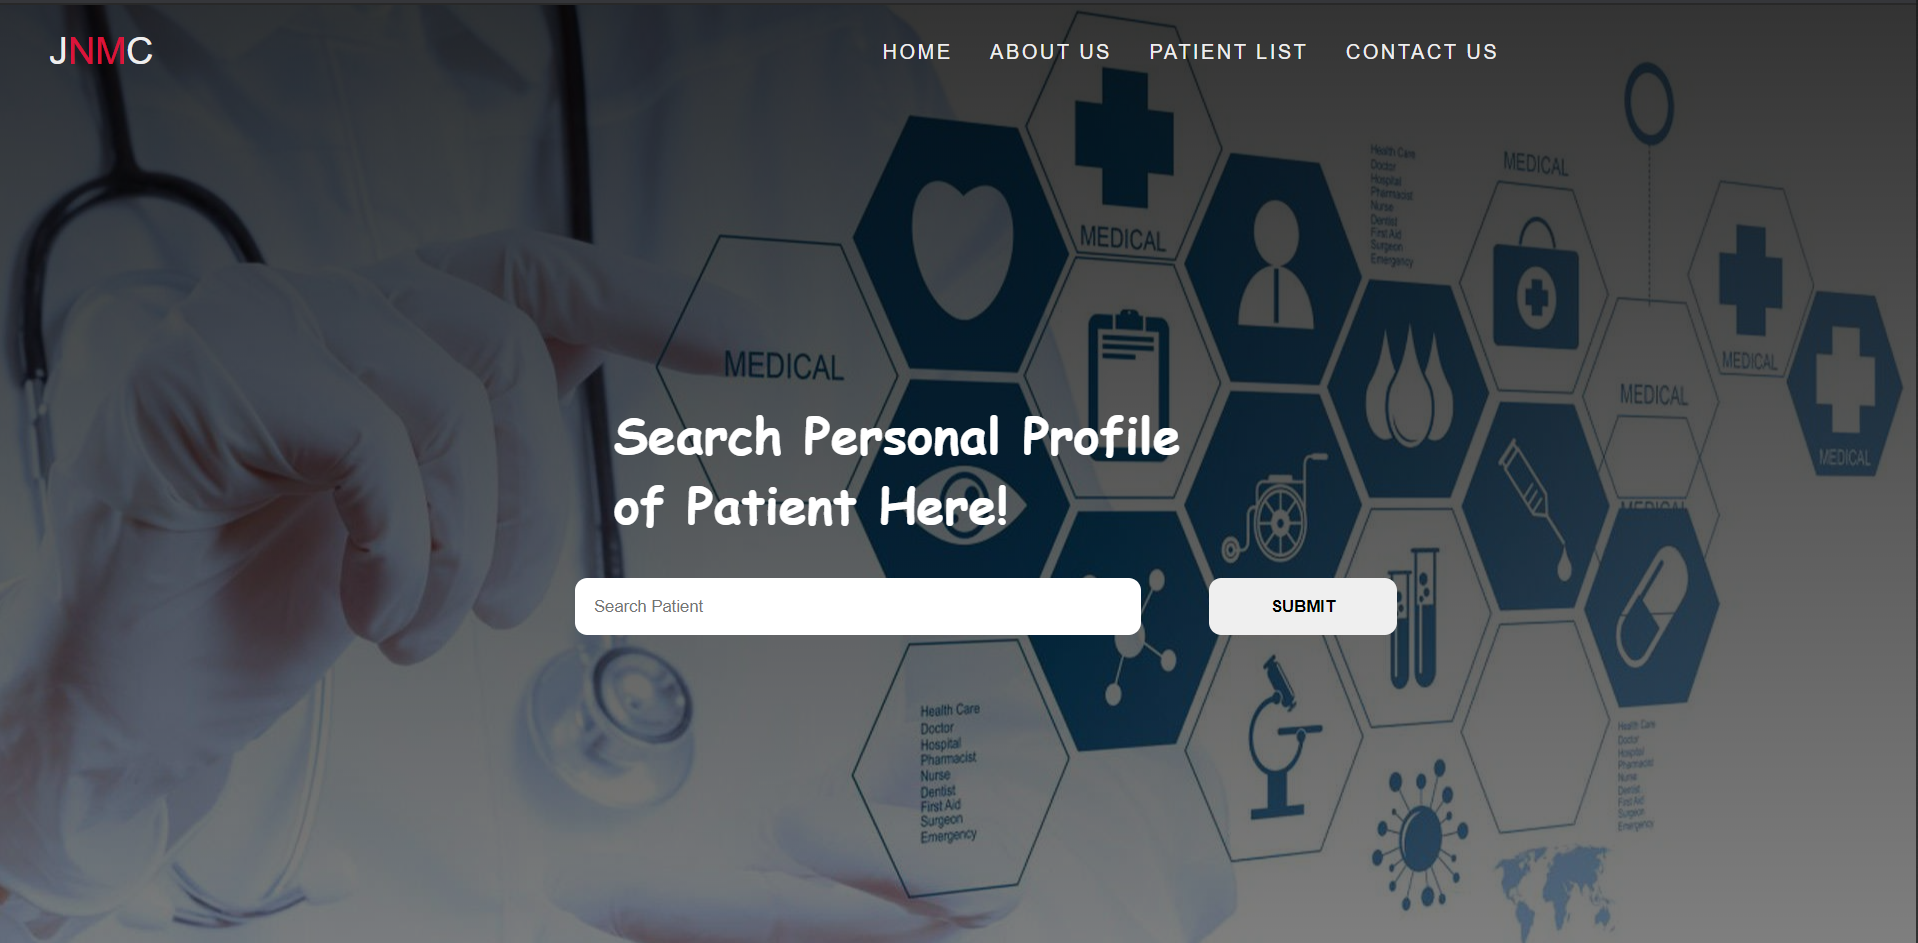 JNMC
HOME ABOUT US PATIENT LIST CONTACT US
MEDICAL
Health Care
Doctor
Hospital
Pharmacist
Nurse
Dentist
First Aid
Surgeon
Emergency
MEDICAL
MEDICAL
MEDICAL
MEDICAL
MEDICAL
Search Personal Profile
of Patient Here!
MEDICAL
MEDICAL
Search Patient
SUBMIT
Health Care
Doctor
Hospital
Pharmacist
Nurse
Dentist
First Aid
Surgeon
Emergency
Health Care
Doctor
Hospital
Pharmacist
Nurse
Dentist
First Aid
Surgeon
Emergency